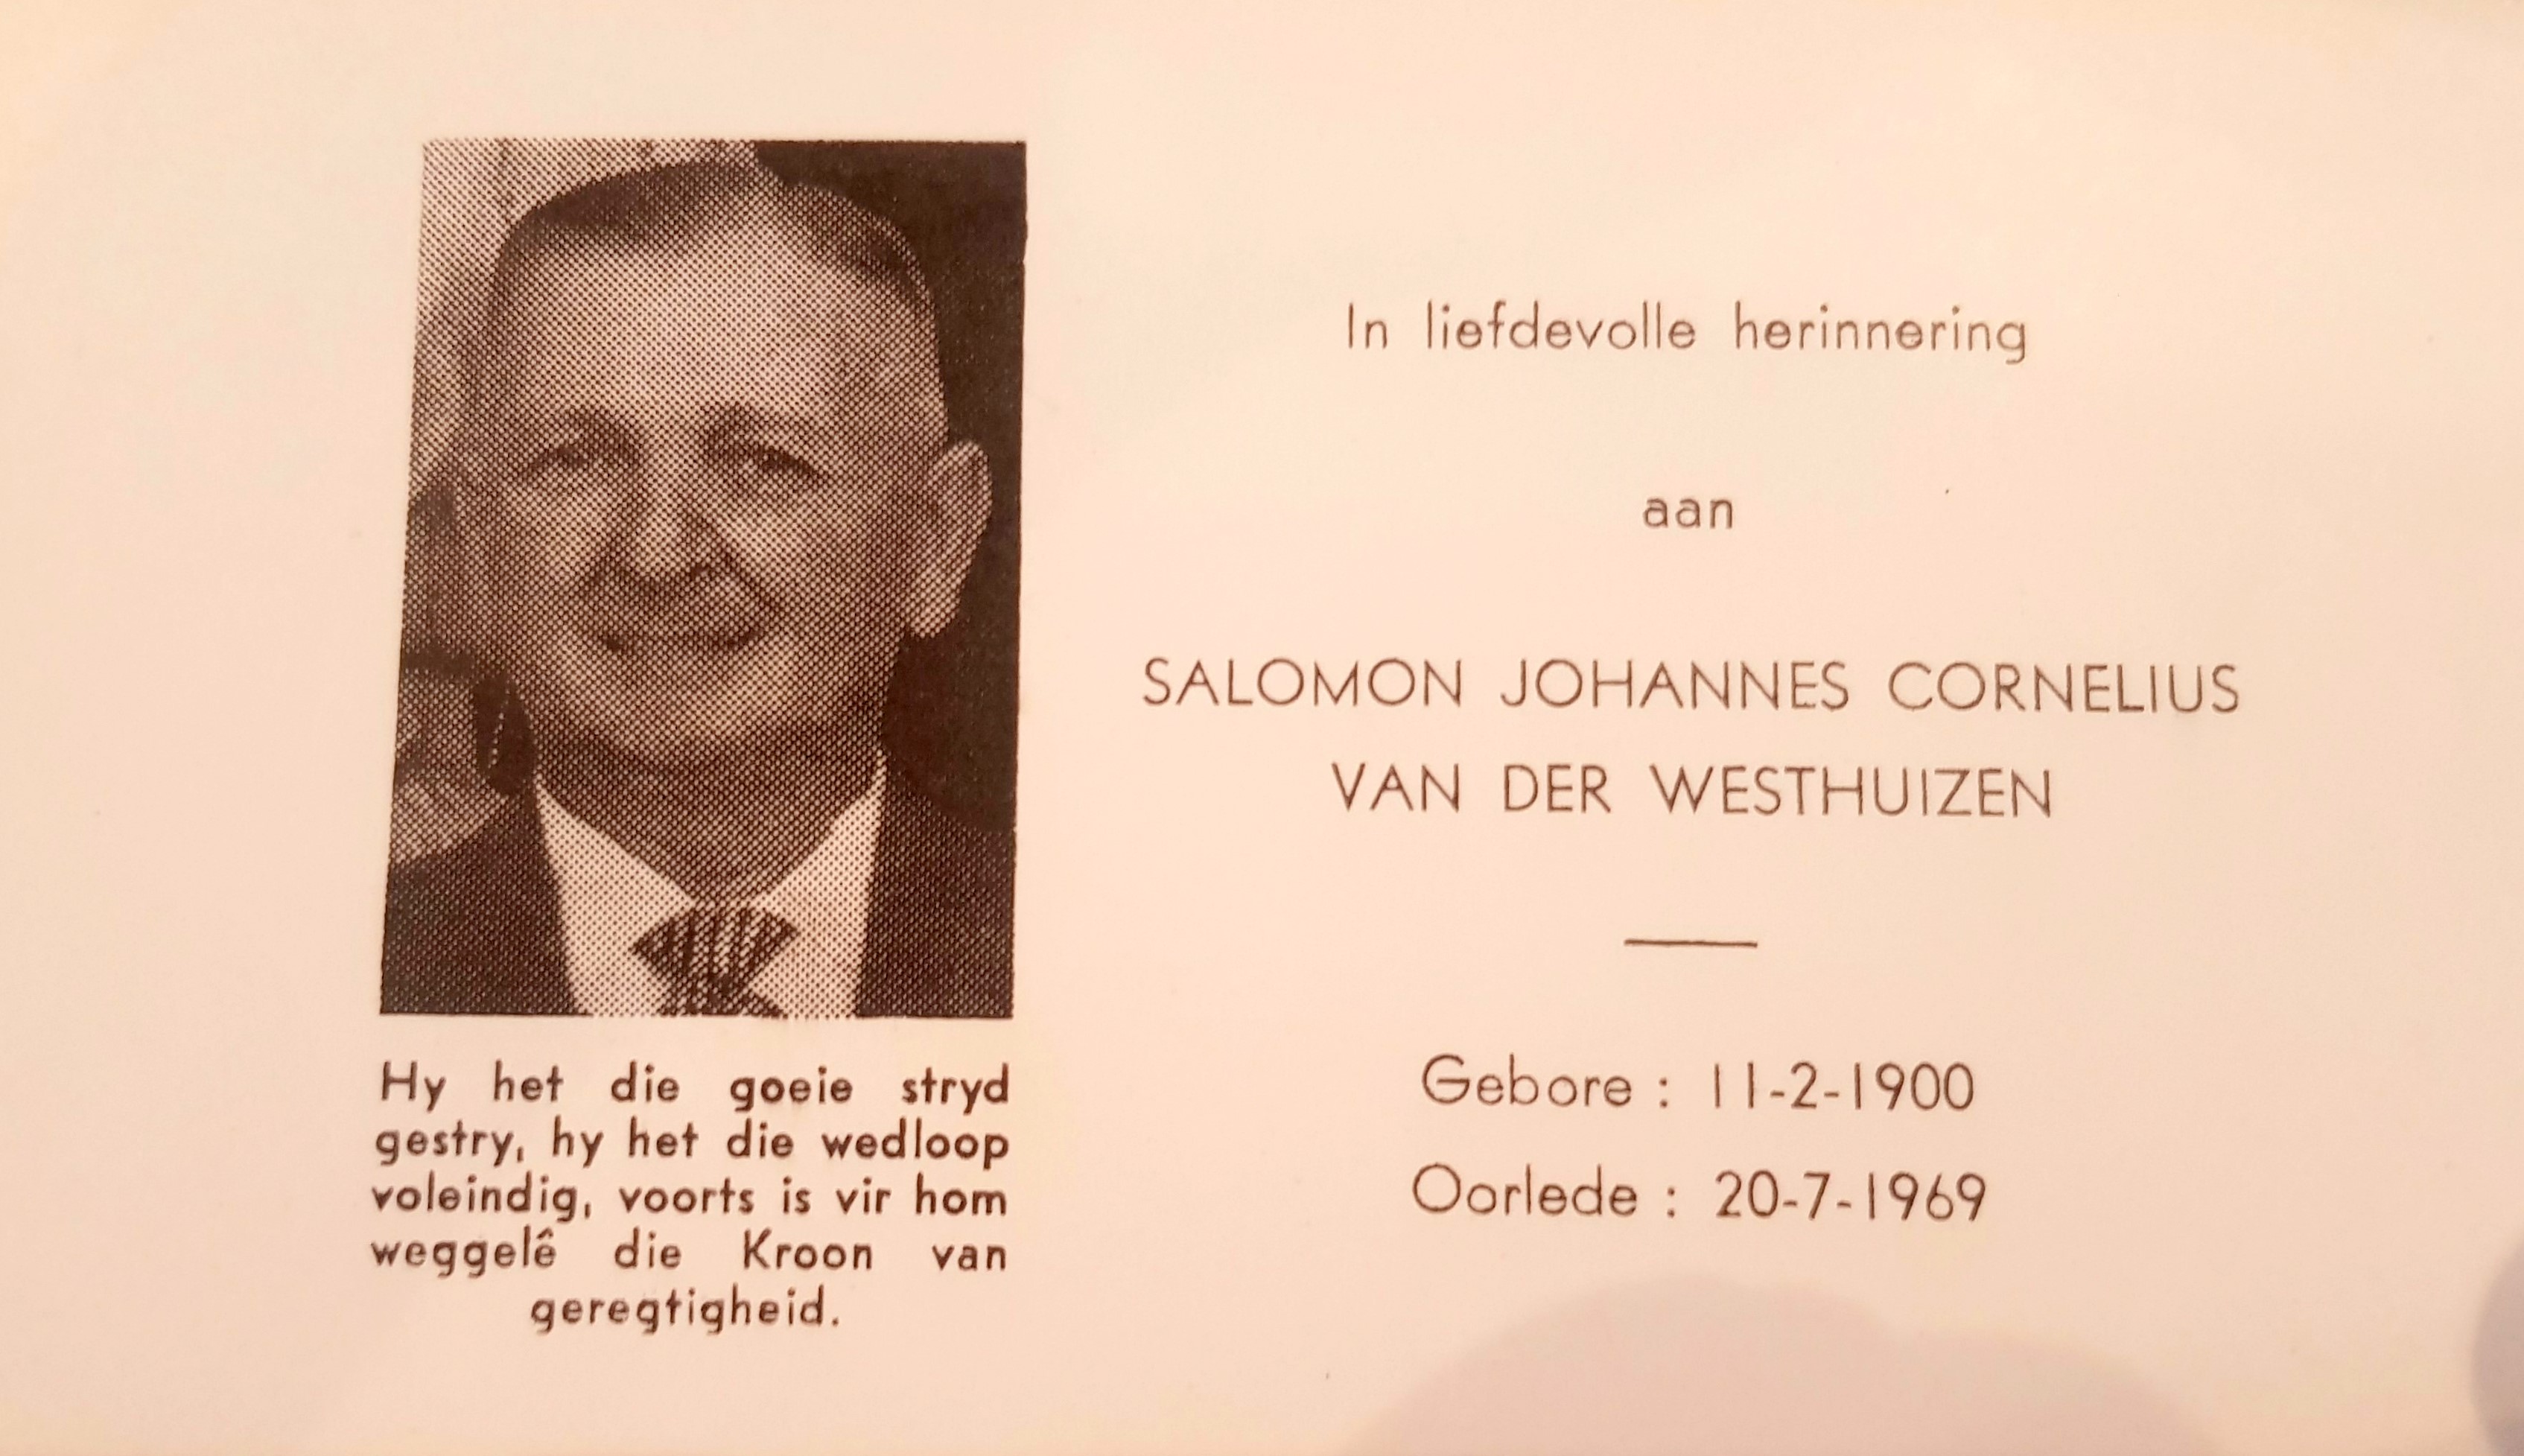 In liefdevolle herinnering
aan
SALOMON JOHANNES CORNELIUS
VAN DER WESTHUIZEN
Gebore : 11-2-1900
Oorlede : 20-7-1969
Hy het die goeie stryd
gestry, hy het die wedloop
voleindig, voorts is vir hom
weggelê die Kroon van
geregtigheid.